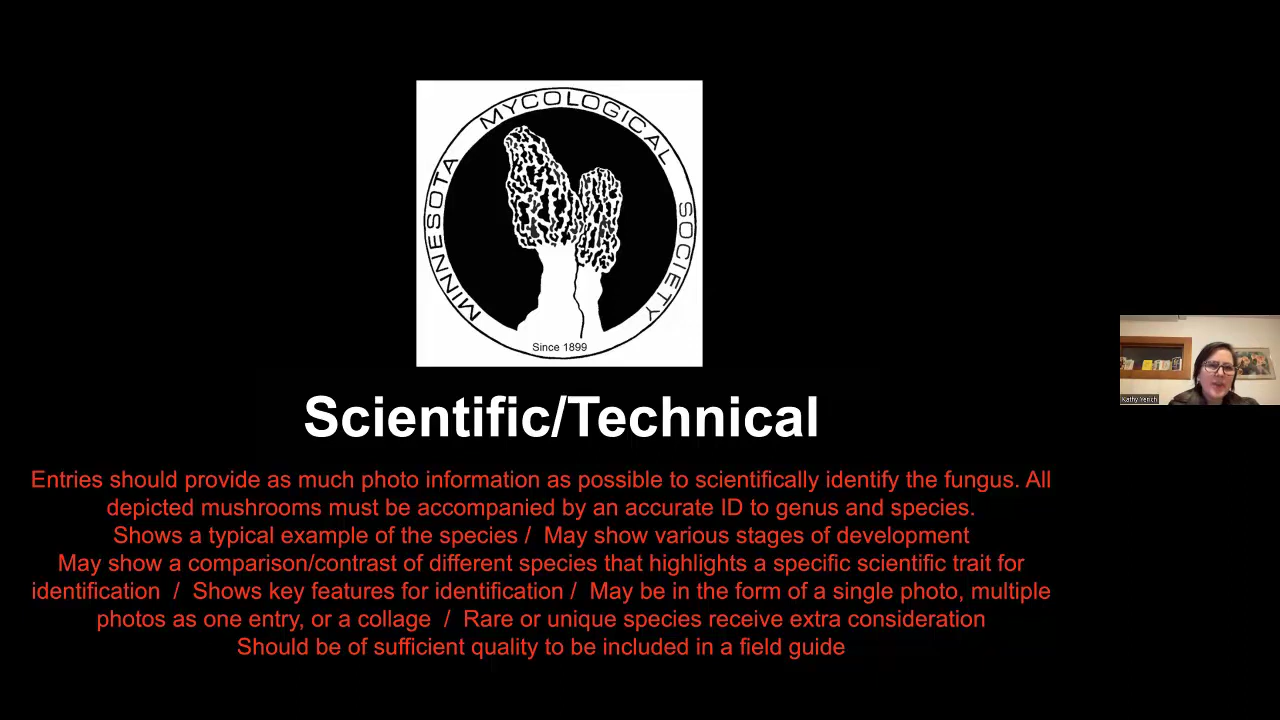 MINNESOTA MYCOLOGICAL SOCIETY
Since 1899
Scientific/Technical
Entries should provide as much photo information as possible to scientifically identify the fungus. All
depicted mushrooms must be accompanied by an accurate ID to genus and species.
Shows a typical example of the species /  May show various stages of development
May show a comparison/contrast of different species that highlights a specific scientific trait for
identification  /  Shows key features for identification /  May be in the form of a single photo, multiple
photos as one entry, or a collage  /  Rare or unique species receive extra consideration
Should be of sufficient quality to be included in a field guide
Kathy Yerich